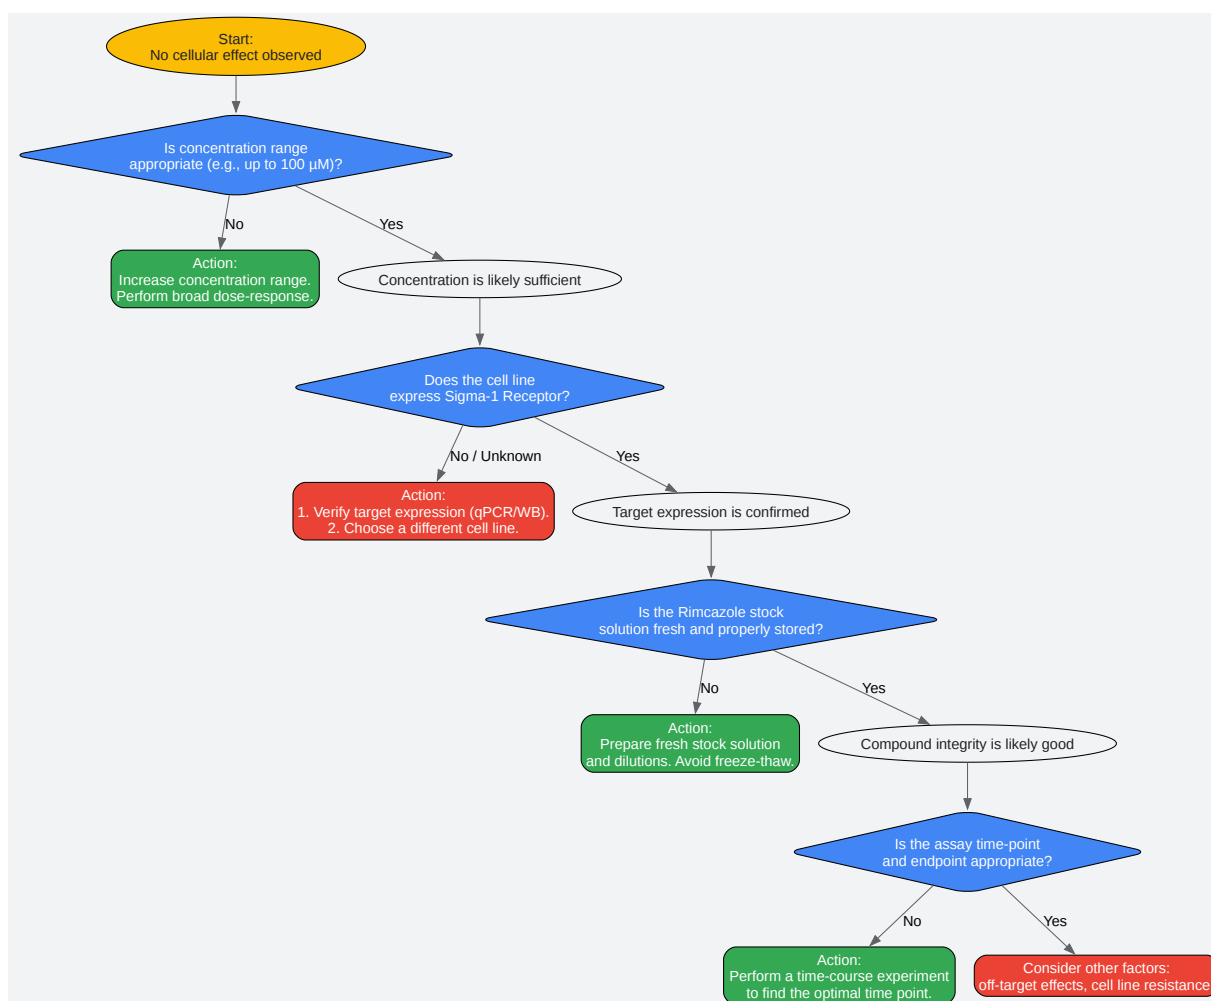 Start:
No cellular effect observed
Is concentration range
appropriate (e.g., up to 100 µM)?
No
Yes
Action:
Increase concentration range.
Perform broad dose-response.
Concentration is likely sufficient
Does the cell line
express Sigma-1 Receptor?
No / Unknown
Yes
Action:
1. Verify target expression (qPCR/WB).
2. Choose a different cell line.
Target expression is confirmed
Is the Rimcazole stock
solution fresh and properly stored?
No
Yes
Action:
Prepare fresh stock solution
and dilutions. Avoid freeze-thaw.
Compound integrity is likely good
Is the assay time-point
and endpoint appropriate?
No
Yes
Action:
Perform a time-course experiment
to find the optimal time point.
Consider other factors:
off-target effects, cell line resistance